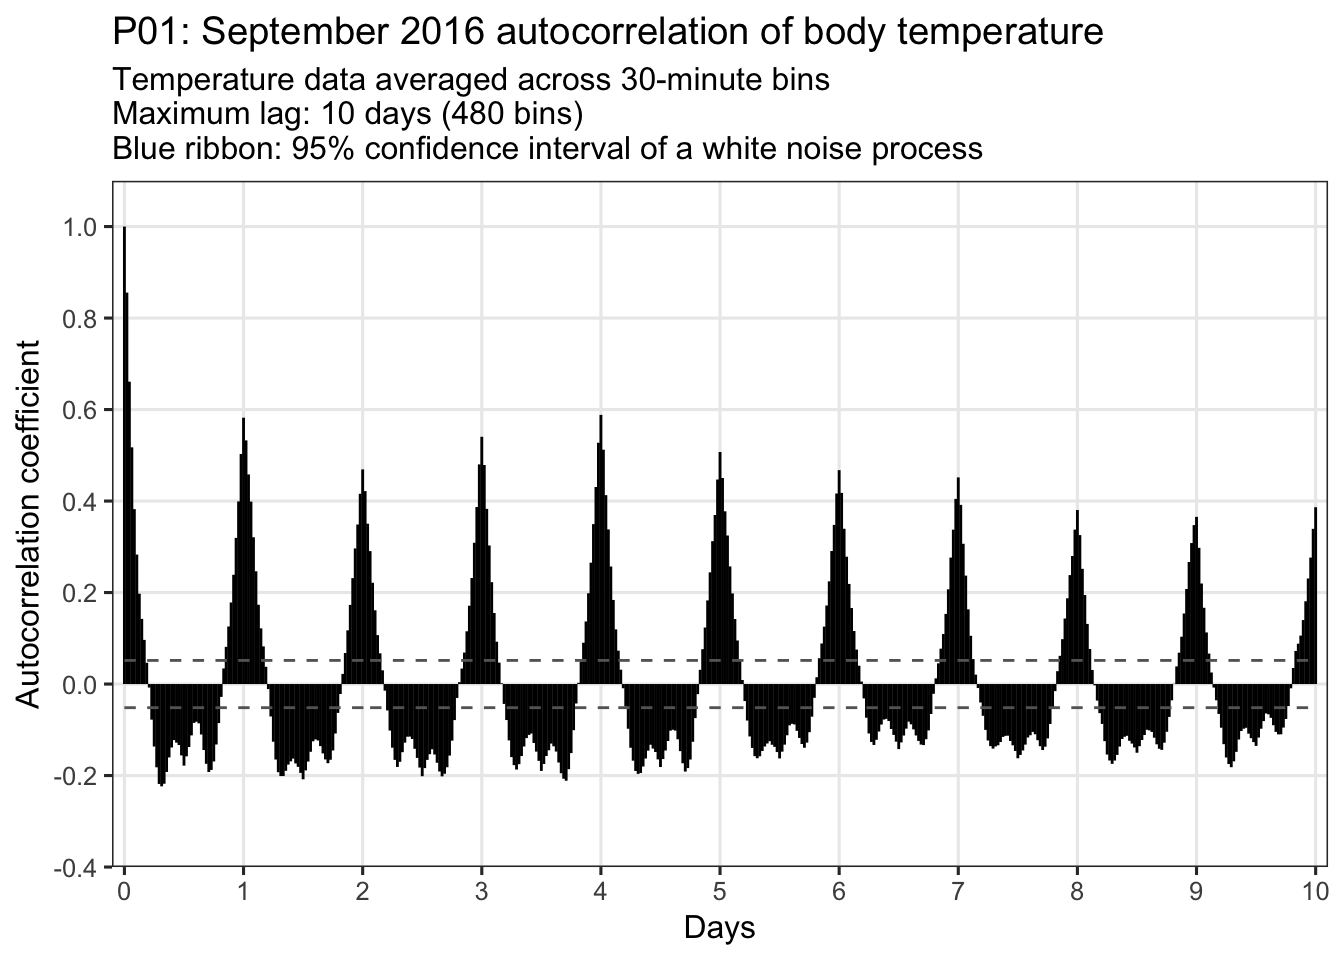 P01: September 2016 autocorrelation of body temperature
Temperature data averaged across 30-minute bins
Maximum lag: 10 days (480 bins)
Blue ribbon: 95% confidence interval of a white noise process
Autocorrelation coefficient
1.0
0.8
0.6
0.4
0.2
0.0
-0.2
-0.4
0 1 2 3 4 5 6 7 8 9 10
Days